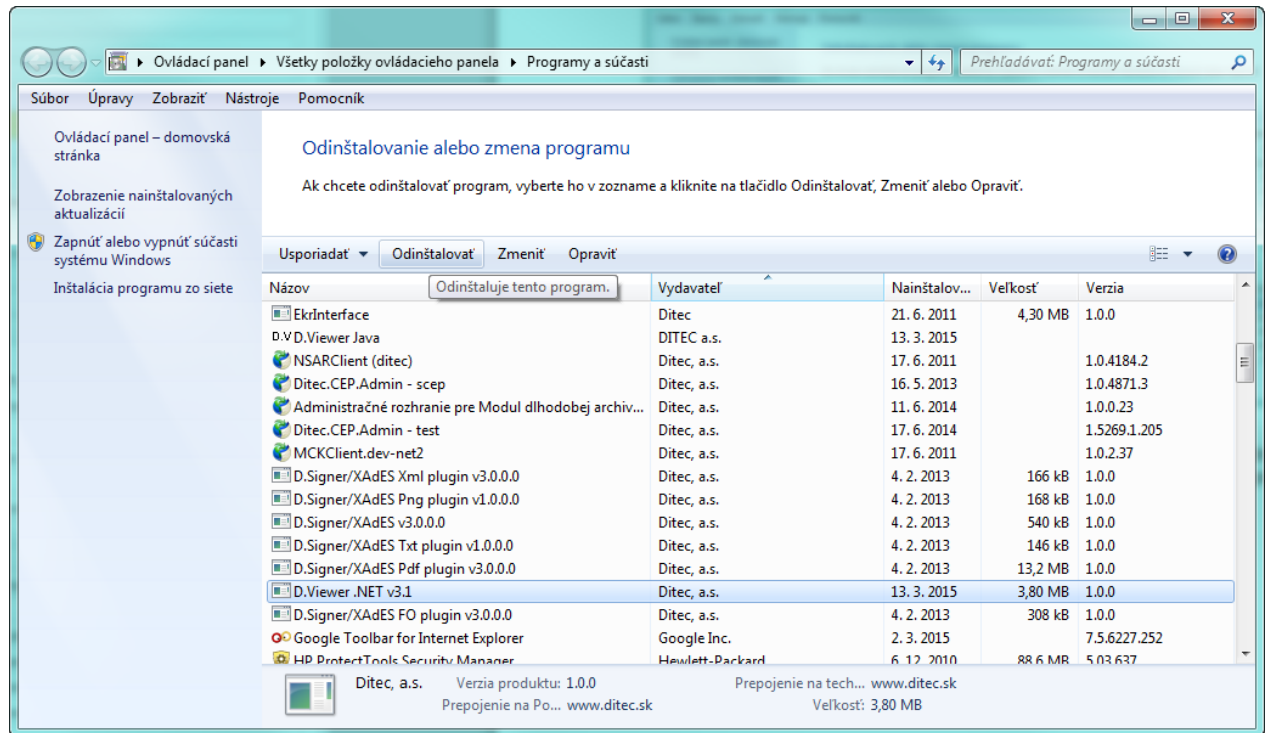 Ovládací panel ▸ Všetky položky ovládacieho panela ▸ Programy a súčasti
Prehľadávať: Programy a súčasti
Súbor Úpravy Zobraziť Nástroje Pomocník
Ovládací panel – domovská
stránka
Zobrazenie nainštalovaných
aktualizácií
Zapnúť alebo vypnúť súčasti
systému Windows
Inštalácia programu zo siete
Odinštalovanie alebo zmena programu
Ak chcete odinštalovať program, vyberte ho v zozname a kliknite na tlačidlo Odinštalovať, Zmeniť alebo Opraviť.
Usporiadať Odinštalovať Zmeniť Opraviť
Odinštaluje tento program.
Názov Vydavateľ Nainštalov... Veľkosť Verzia
EkrInterface Ditec 21. 6. 2011 4,30 MB 1.0.0
D.V D.Viewer Java DITEC a.s. 13. 3. 2015
NSARClient (ditec) Ditec, a.s. 17. 6. 2011 1.0.4184.2
Ditec.CEP.Admin - scep Ditec, a.s. 16. 5. 2013 1.0.4871.3
Administračné rozhranie pre Modul dlhodobej archiv... Ditec, a.s. 11. 6. 2014 1.0.0.23
Ditec.CEP.Admin - test Ditec, a.s. 17. 6. 2014 1.5269.1.205
MCKClient.dev-net2 Ditec, a.s. 17. 6. 2011 1.0.2.37
D.Signer/XAdES Xml plugin v3.0.0.0 Ditec, a.s. 4. 2. 2013 166 kB 1.0.0
D.Signer/XAdES Png plugin v1.0.0.0 Ditec, a.s. 4. 2. 2013 168 kB 1.0.0
D.Signer/XAdES v3.0.0.0 Ditec, a.s. 4. 2. 2013 540 kB 1.0.0
D.Signer/XAdES Txt plugin v1.0.0.0 Ditec, a.s. 4. 2. 2013 146 kB 1.0.0
D.Signer/XAdES Pdf plugin v3.0.0.0 Ditec, a.s. 4. 2. 2013 13,2 MB 1.0.0
D.Viewer .NET v3.1 Ditec, a.s. 13. 3. 2015 3,80 MB 1.0.0
D.Signer/XAdES FO plugin v3.0.0.0 Ditec, a.s. 4. 2. 2013 308 kB 1.0.0
Google Toolbar for Internet Explorer Google Inc. 2. 3. 2015 7.5.6227.252
HP ProtectTools Security Manager Hewlett-Packard 6. 12. 2010 88,6 MB 5.03.637
Ditec, a.s. Verzia produktu: 1.0.0 Prepojenie na tech... www.ditec.sk
Prepojenie na Po... www.ditec.sk Veľkosť: 3,80 MB